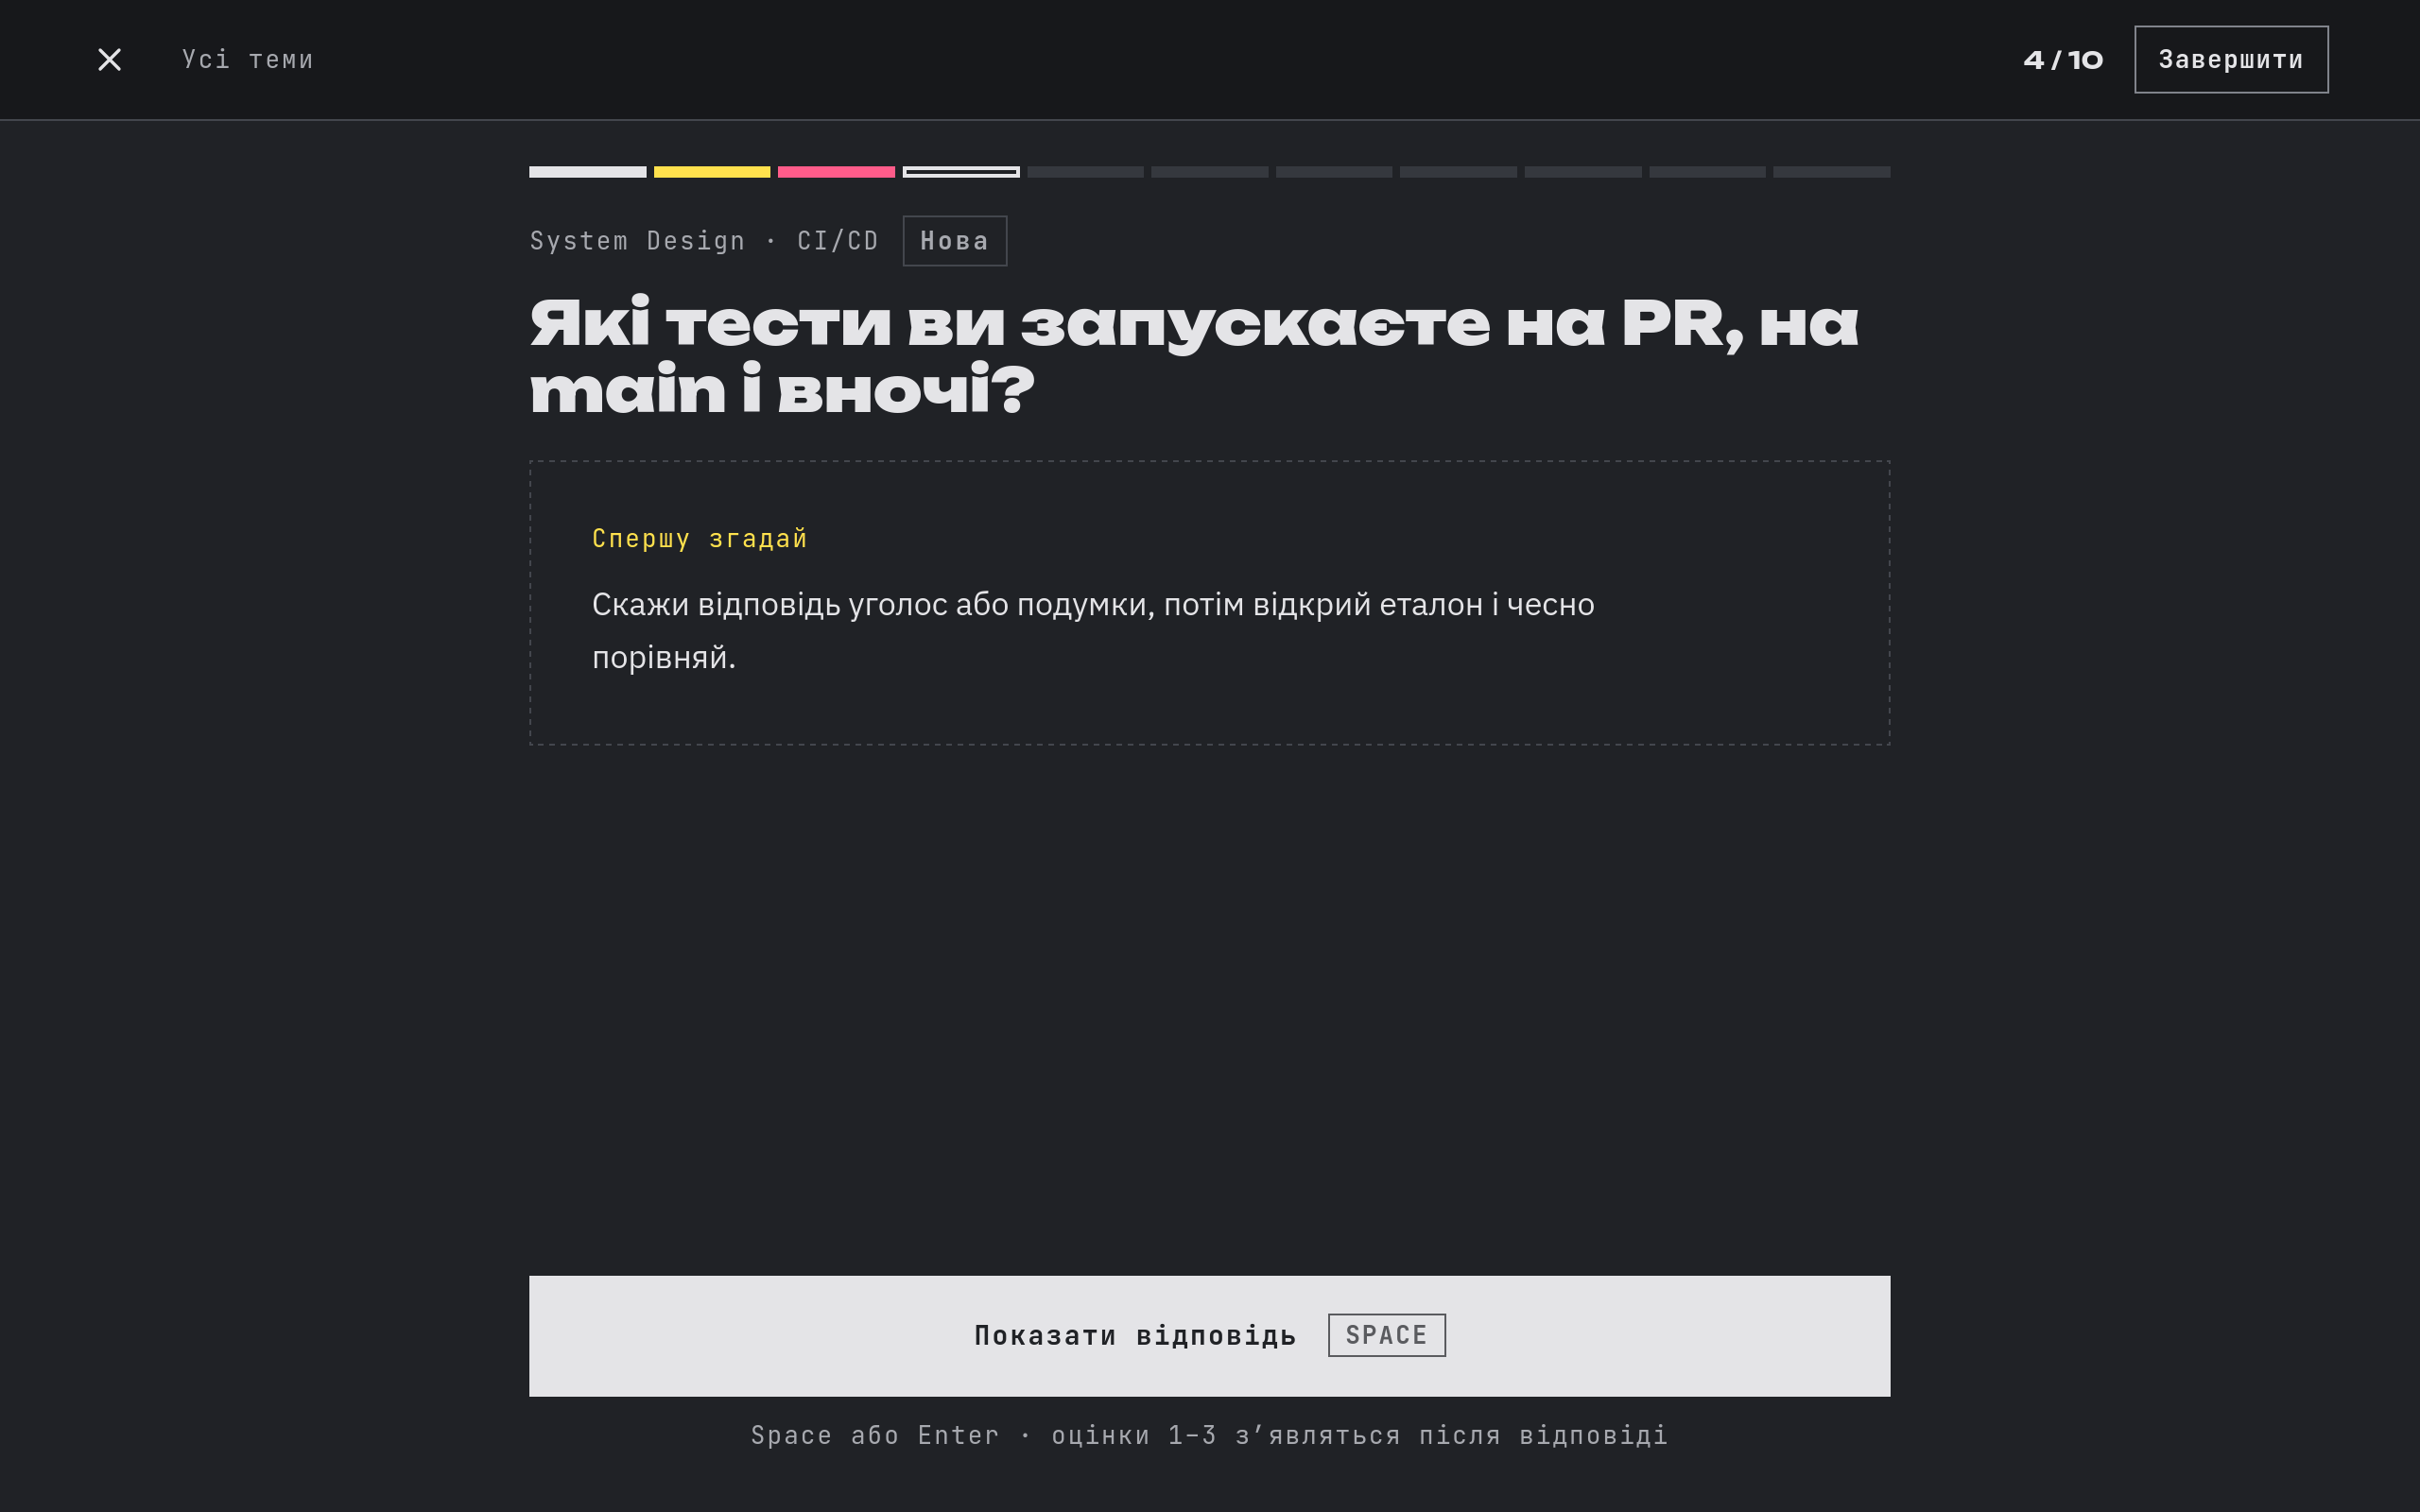 Усі теми
4 / 10
Завершити
System Design · CI/CD
Нова
Які тести ви запускаєте на PR, на
main і вночі?
Спершу згадай
Скажи відповідь уголос або подумки, потім відкрий еталон і чесно
порівняй.
Показати відповідь
SPACE
Space або Enter · оцінки 1–3 з’являться після відповіді